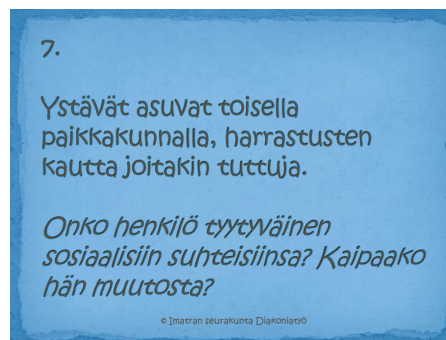 7.
Ystävät asuvat toisella
paikkakunnalla, harrastusten
kautta joitakin tuttuja.
Onko henkilö tyytyväinen
sosiaalisiin suhteisiinsa? Kaipaako
hän muutosta?
© Imatran seurakunta Diakoniatyö